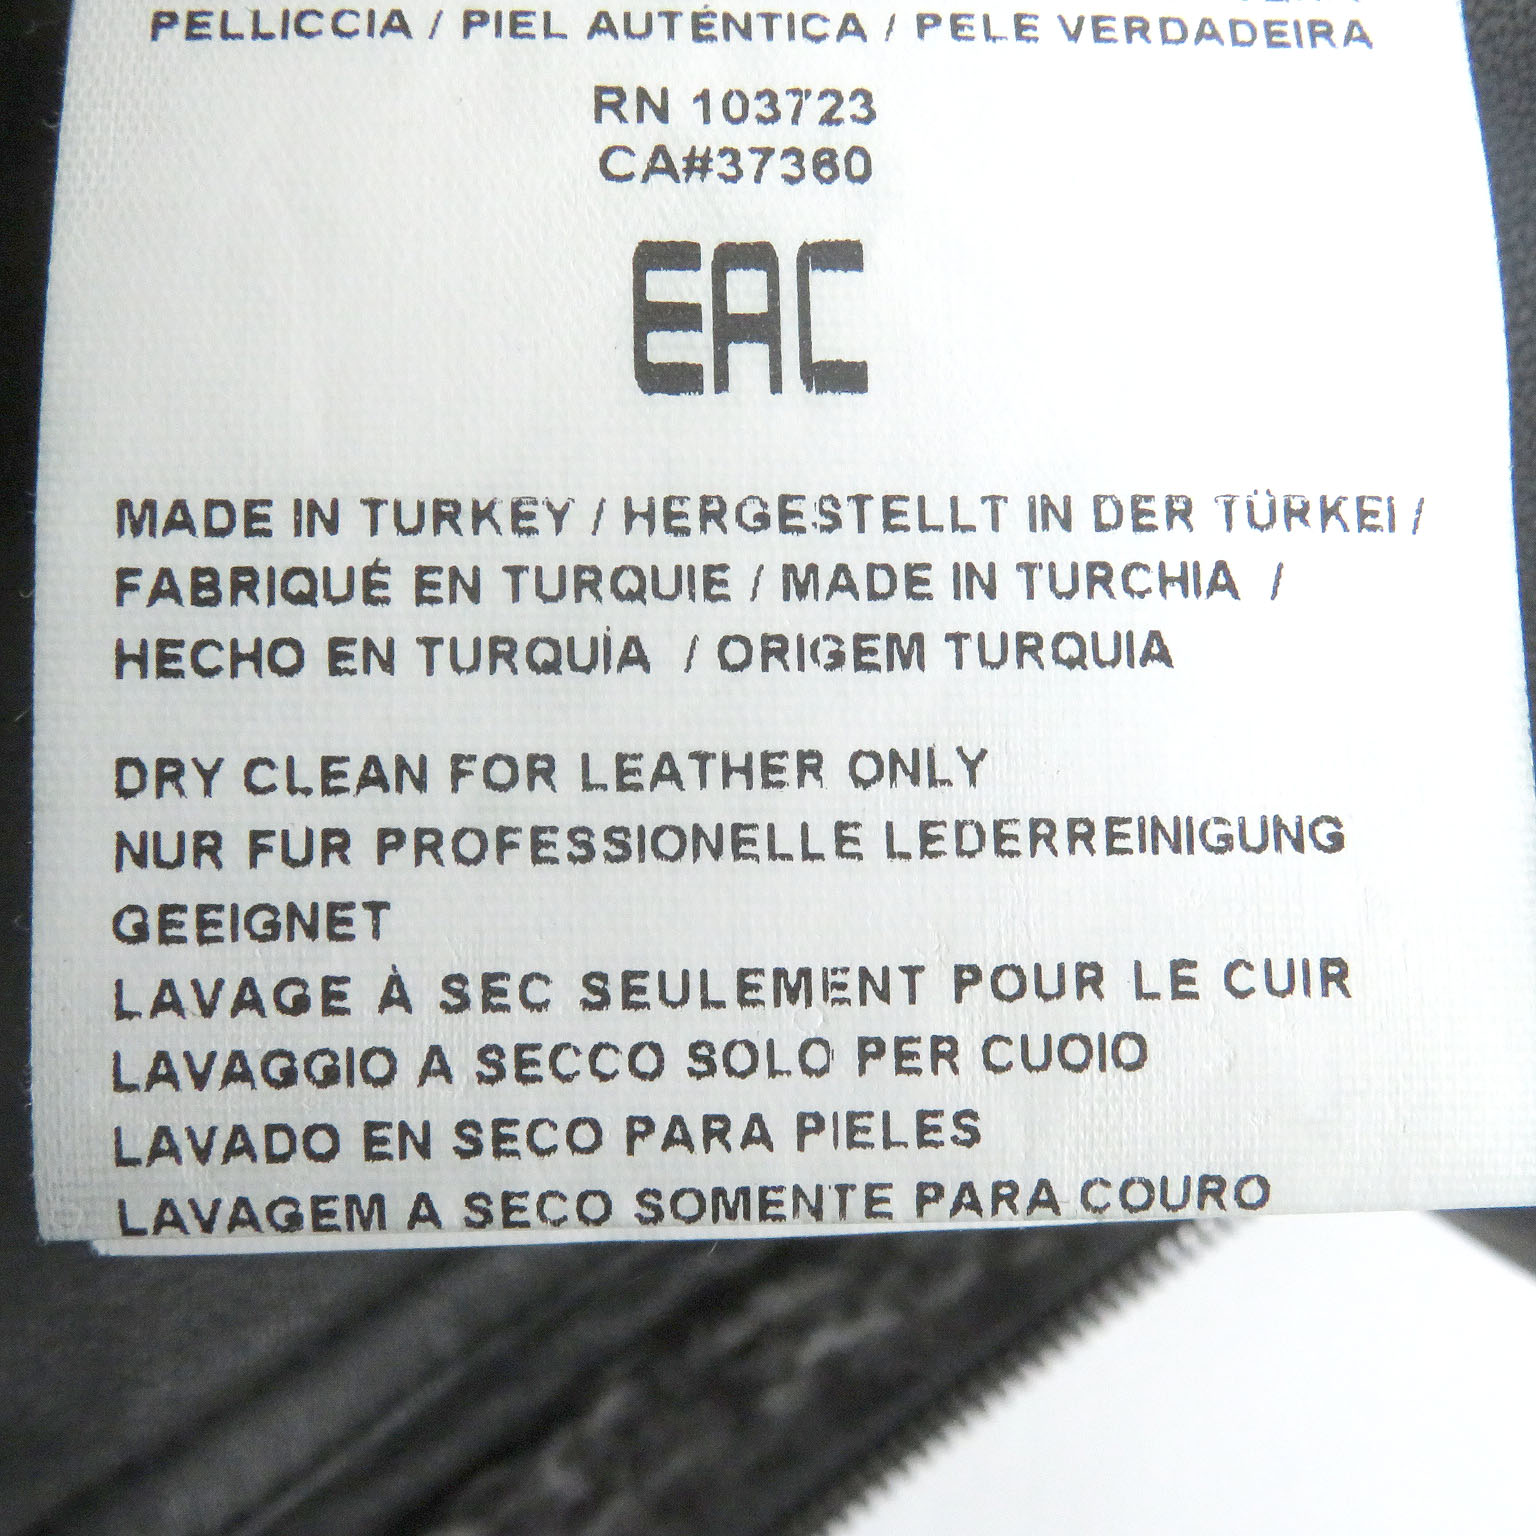 PELLICCIA / PIEL AUTÉNTICA / PELE VERDADEIRA
RN 103723
CA#37360
EAC
MADE IN TURKEY / HERGESTELLT IN DER TÜRKEI /
FABRIQUÉ EN TURQUIE / MADE IN TURCHIA /
HECHO EN TURQUÍA / ORIGEM TURQUIA
DRY CLEAN FOR LEATHER ONLY
NUR FUR PROFESSIONELLE LEDERREINIGUNG
GEEIGNET
LAVAGE À SEC SEULEMENT POUR LE CUIR
LAVAGGIO A SECCO SOLO PER CUOIO
LAVADO EN SECO PARA PIELES
LAVAGEM A SECO SOMENTE PARA COURO